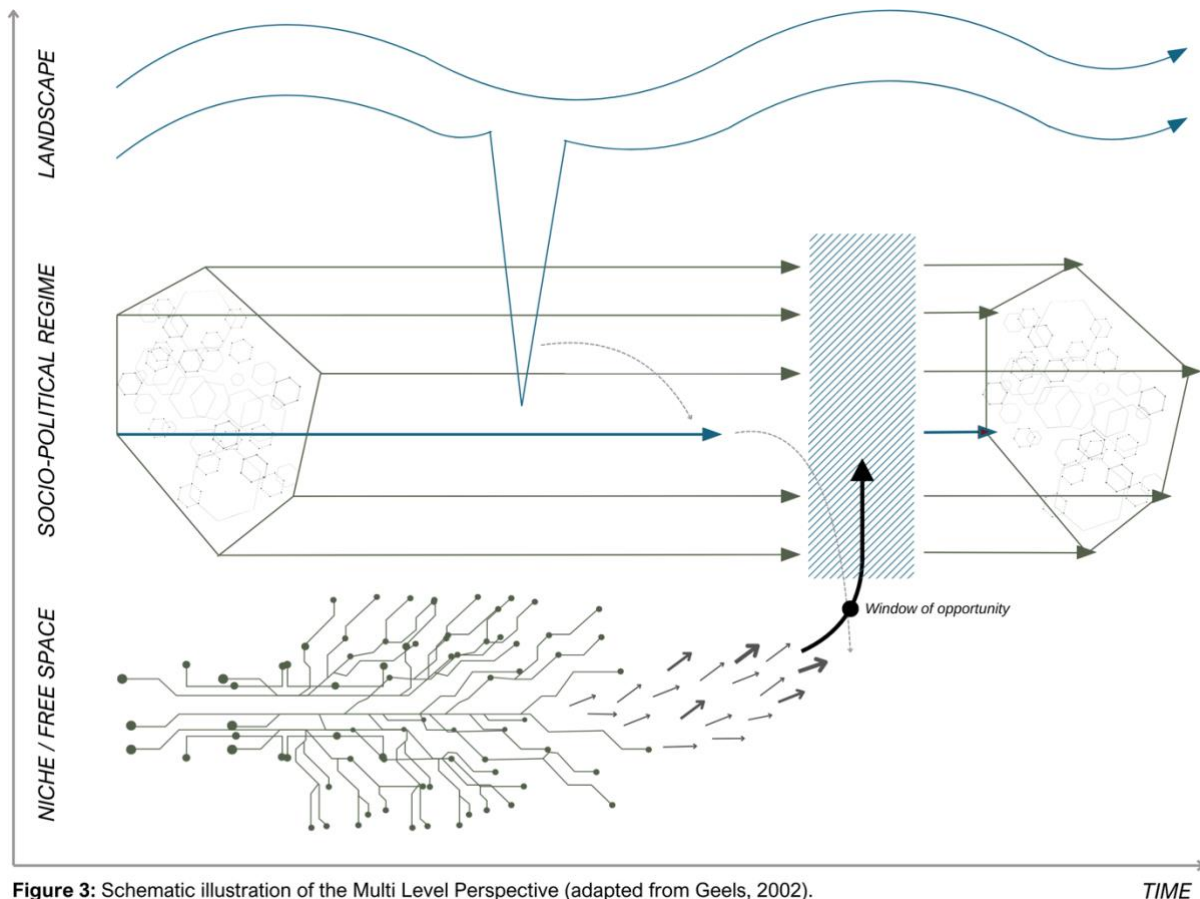 LANDSCAPE
SOCIO-POLITICAL REGIME
NICHE / FREE SPACE
Window of opportunity
Figure 3: Schematic illustration of the Multi Level Perspective (adapted from Geels, 2002).
TIME